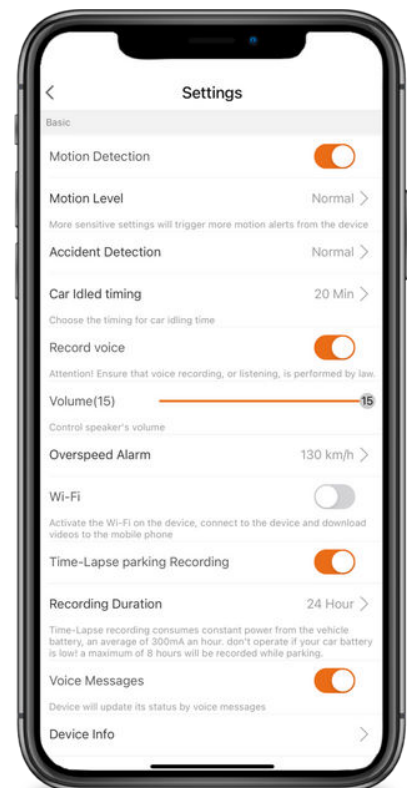 Settings
Basic
Motion Detection
Motion Level Normal
More sensitive settings will trigger more motion alerts from the device
Accident Detection Normal
Car Idled timing 20 Min
Choose the timing for car idling time
Record voice
Attention! Ensure that voice recording, or listening, is performed by law.
Volume(15) 15
Control speaker's volume
Overspeed Alarm 130 km/h
Wi-Fi
Activate the Wi-Fi on the device, connect to the device and download
videos to the mobile phone
Time-Lapse parking Recording
Recording Duration 24 Hour
Time-Lapse recording consumes constant power from the vehicle
battery, an average of 300mA an hour. don't operate if your car battery
is low! a maximum of 8 hours will be recorded while parking.
Voice Messages
Device will update its status by voice messages
Device Info